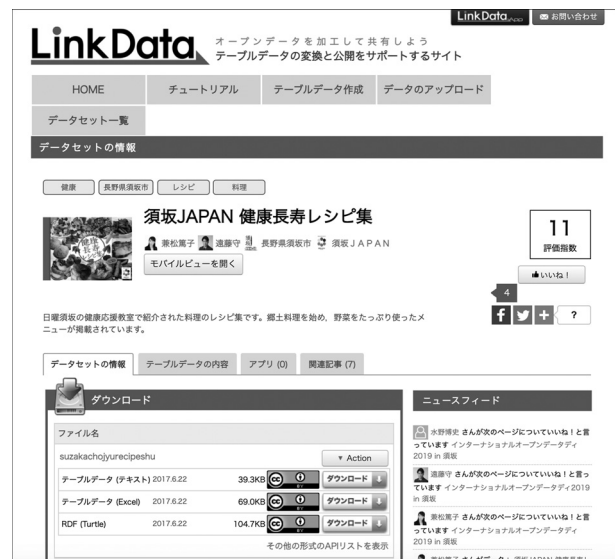 LinkData.App
お問い合わせ
LinkData
オープンデータを加工して共有しよう
テーブルデータの変換と公開をサポートするサイト
HOME
チュートリアル
テーブルデータ作成
データのアップロード
データセット一覧
データセットの情報
健康
長野県須坂市
レシピ
料理
須坂JAPAN 健康長寿レシピ集
兼松篤子
遠藤守
長野県須坂市
須坂JAPAN
モバイルビューを開く
健康
長寿
レシピ集
11
評価指数
いいね!
4
f
+
?
日曜須坂の健康応援教室で紹介された料理のレシピ集です。郷土料理を始め、野菜をたっぷり使ったメ
ニューが掲載されています。
データセットの情報
テーブルデータの内容
アプリ (0)
関連記事 (7)
ダウンロード
ファイル名
suzakachojyurecipeshu
▼ Action
テーブルデータ (テキスト) 2017.6.22 39.3KB cc BY ダウンロード
テーブルデータ (Excel) 2017.6.22 69.0KB cc BY ダウンロード
RDF (Turtle) 2017.6.22 104.7KB cc BY ダウンロード
その他の形式のAPIリストを表示
ニュースフィード
水野博史 さんが次のページについていいね!と言
っています インターナショナルオープンデータディ
2019 in 須坂
遠藤守 さんが次のページについていいね!と言っ
ています インターナショナルオープンデータディ2019
in 須坂
兼松篤子 さんが次のページについていいね!と言
っています インターナショナルオープンデータディ
2019 in 須坂